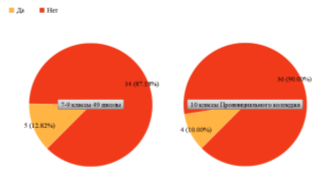 Да Нет
34 (87.18%)
7-9 классы 49 школы
5 (12.82%)
36 (90.00%)
10 классы Провинциального колледжа
4 (10.00%)